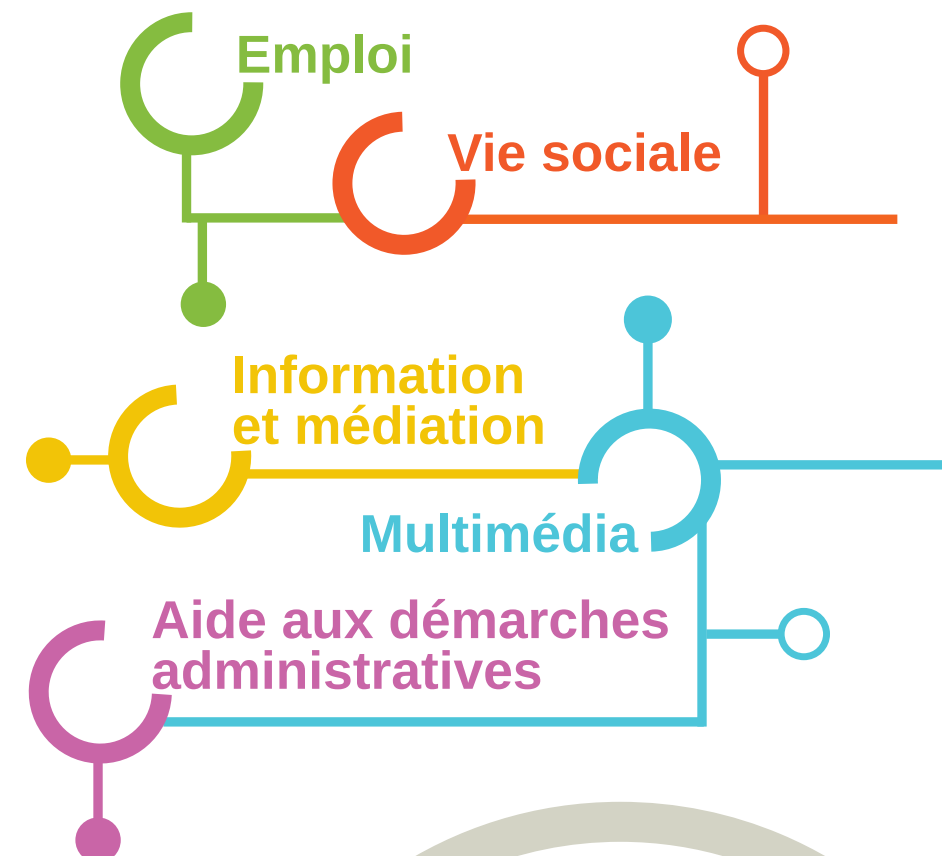 Emploi
Vie sociale
Information
et médiation
Multimédia
Aide aux démarches
administratives